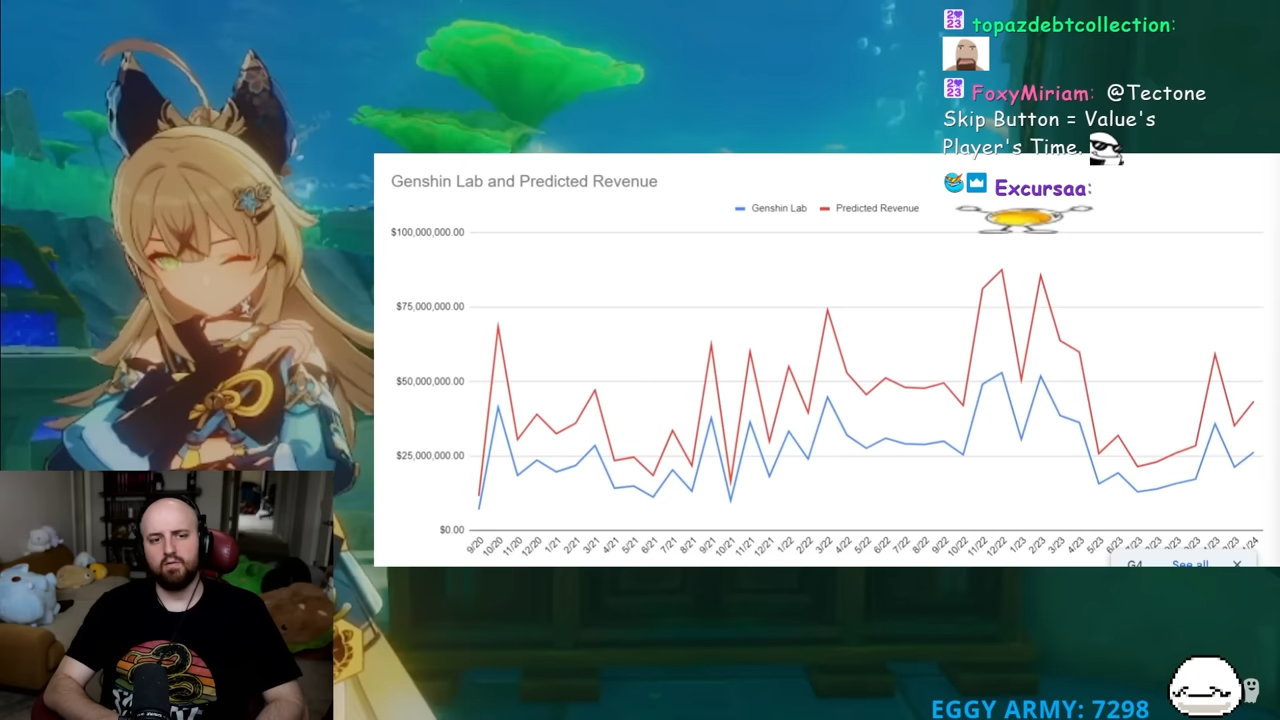 topazdebtcollection:
FoxyMiriam: @Tectone
Skip Button = Value's
Player's Time.
Excursaa:
Genshin Lab and Predicted Revenue
Genshin Lab Predicted Revenue
$100,000,000.00
$75,000,000.00
$50,000,000.00
$25,000,000.00
$0.00
9/20 10/20 11/20 12/20 1/21 2/21 3/21 4/21 5/21 6/21 7/21 8/21 9/21 10/21 11/21 12/21 1/22 2/22 3/22 4/22 5/22 6/22 7/22 8/22 9/22 10/22 11/22 12/22 1/23 2/23 3/23 4/23
G4 See all
EGGY ARMY: 7298